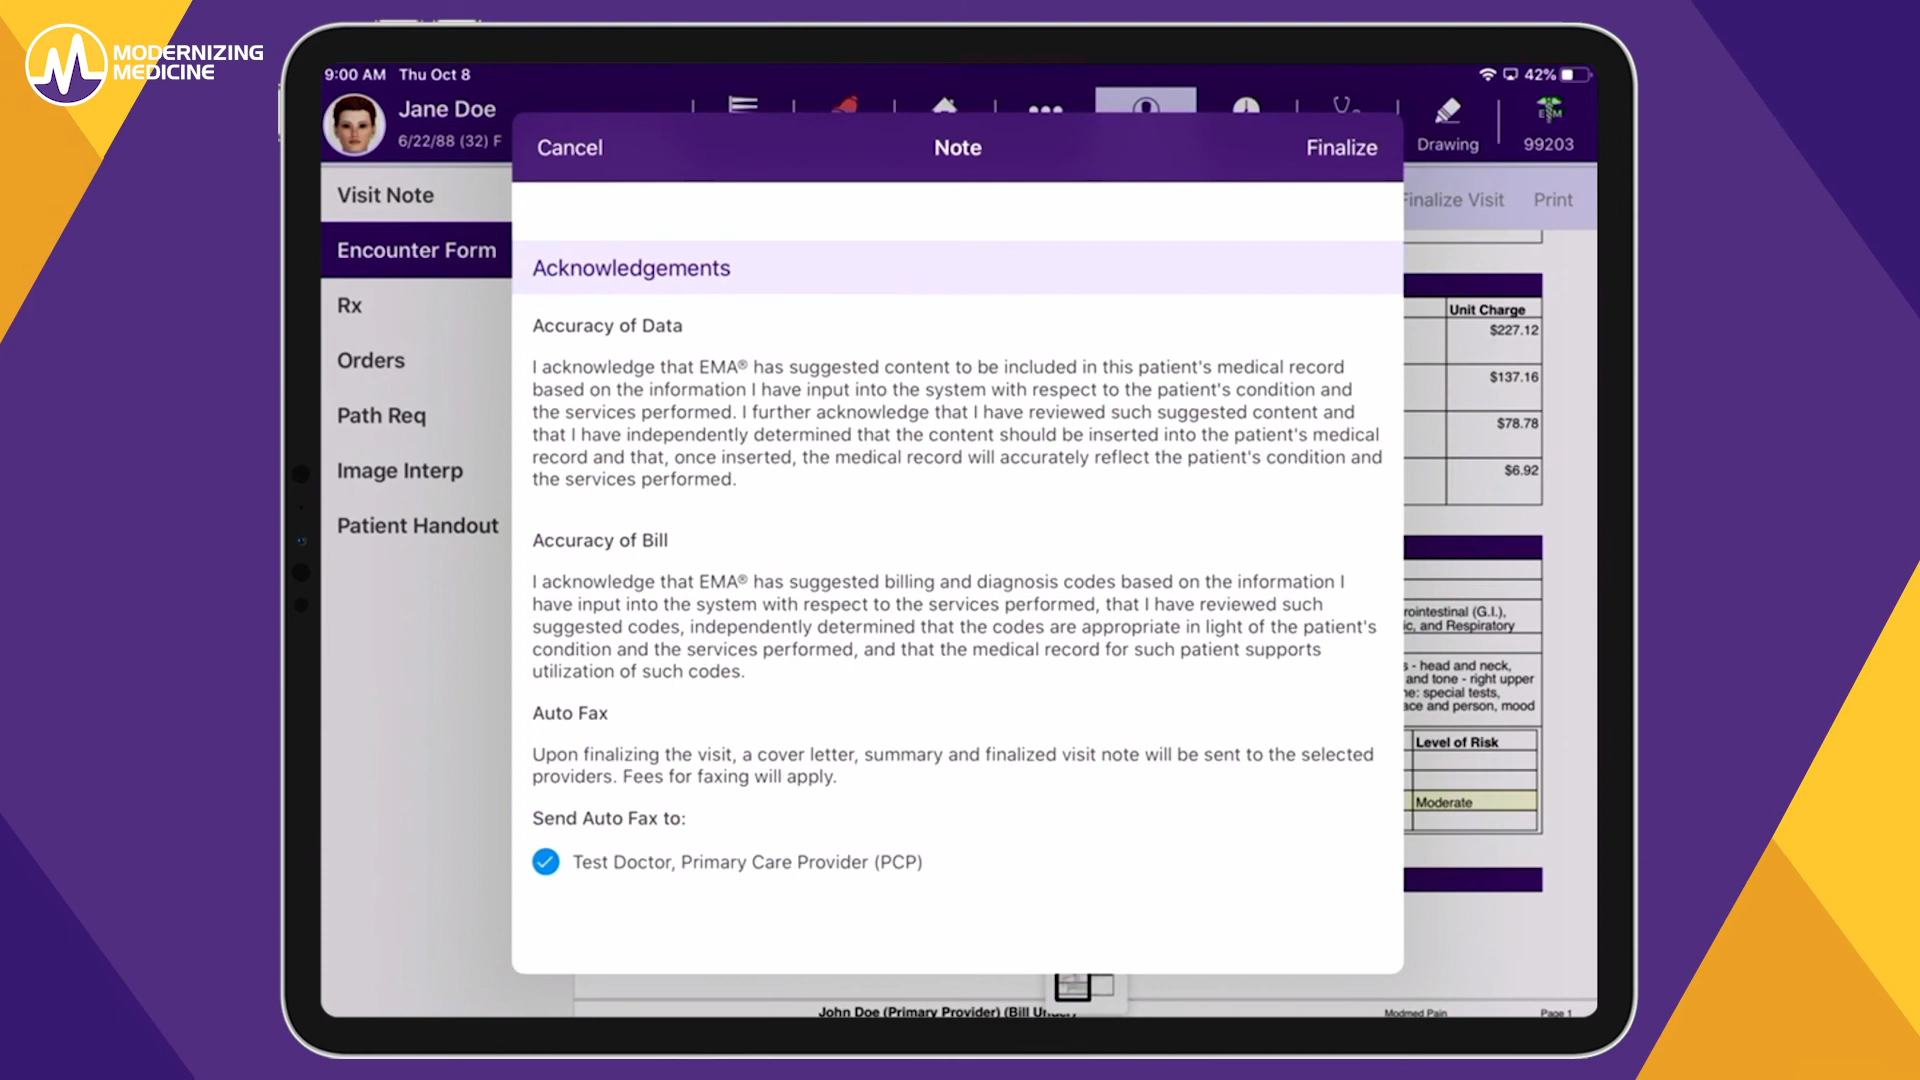 MODERNIZING
MEDICINE
9:00 AM Thu Oct 8
42%
Jane Doe
6/22/88 (32) F
Drawing
E&M
99203
Cancel
Note
Finalize
Visit Note
Encounter Form
Rx
Orders
Path Req
Image Interp
Patient Handout
Finalize Visit
Print
Acknowledgements
Accuracy of Data
I acknowledge that EMA® has suggested content to be included in this patient's medical record
based on the information I have input into the system with respect to the patient's condition and
the services performed. I further acknowledge that I have reviewed such suggested content and
that I have independently determined that the content should be inserted into the patient's medical
record and that, once inserted, the medical record will accurately reflect the patient's condition and
the services performed.
Accuracy of Bill
I acknowledge that EMA® has suggested billing and diagnosis codes based on the information I
have input into the system with respect to the services performed, that I have reviewed such
suggested codes, independently determined that the codes are appropriate in light of the patient's
condition and the services performed, and that the medical record for such patient supports
utilization of such codes.
Auto Fax
Upon finalizing the visit, a cover letter, summary and finalized visit note will be sent to the selected
providers. Fees for faxing will apply.
Send Auto Fax to:
Test Doctor, Primary Care Provider (PCP)
Unit Charge
$227.12
$137.16
$78.78
$6.92
(G.I.),
and Respiratory
- head and neck,
and tone - right upper
special tests,
and person, mood
Level of Risk
Moderate
John Doe (Primary Provider) (Bill Under)
Modmed Pain
Page 1